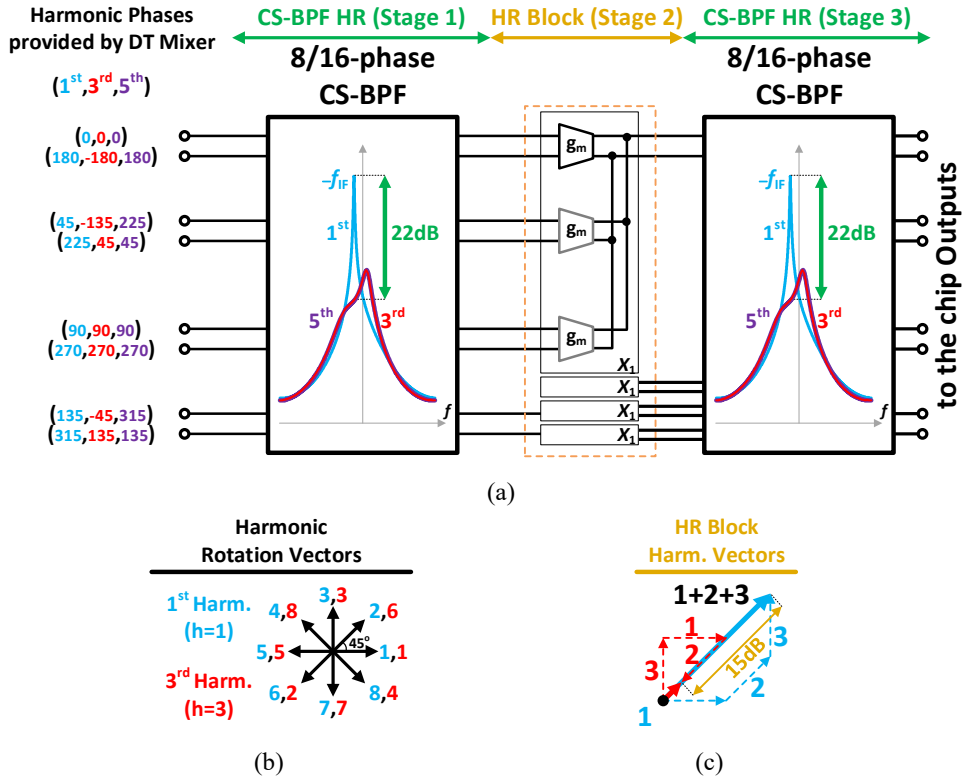 Harmonic Phases
provided by DT Mixer
(1st,3rd,5th)
CS-BPF HR (Stage 1)
HR Block (Stage 2)
CS-BPF HR (Stage 3)
8/16-phase
CS-BPF
8/16-phase
CS-BPF
(0,0,0)
(180,-180,180)
(45,-135,225)
(225,45,45)
(90,90,90)
(270,270,270)
(135,-45,315)
(315,135,135)
–fIF
1st
22dB
5th
3rd
f
gm
gm
gm
X1
X1
X1
–fIF
1st
22dB
5th
3rd
f
to the chip Outputs
(a)
Harmonic
Rotation Vectors
1st Harm.
(h=1)
3rd Harm.
(h=3)
3,3
4,8
2,6
45o
5,5
1,1
6,2
8,4
7,7
(b)
HR Block
Harm. Vectors
1+2+3
1
2
3
15dB
3
2
1
(c)